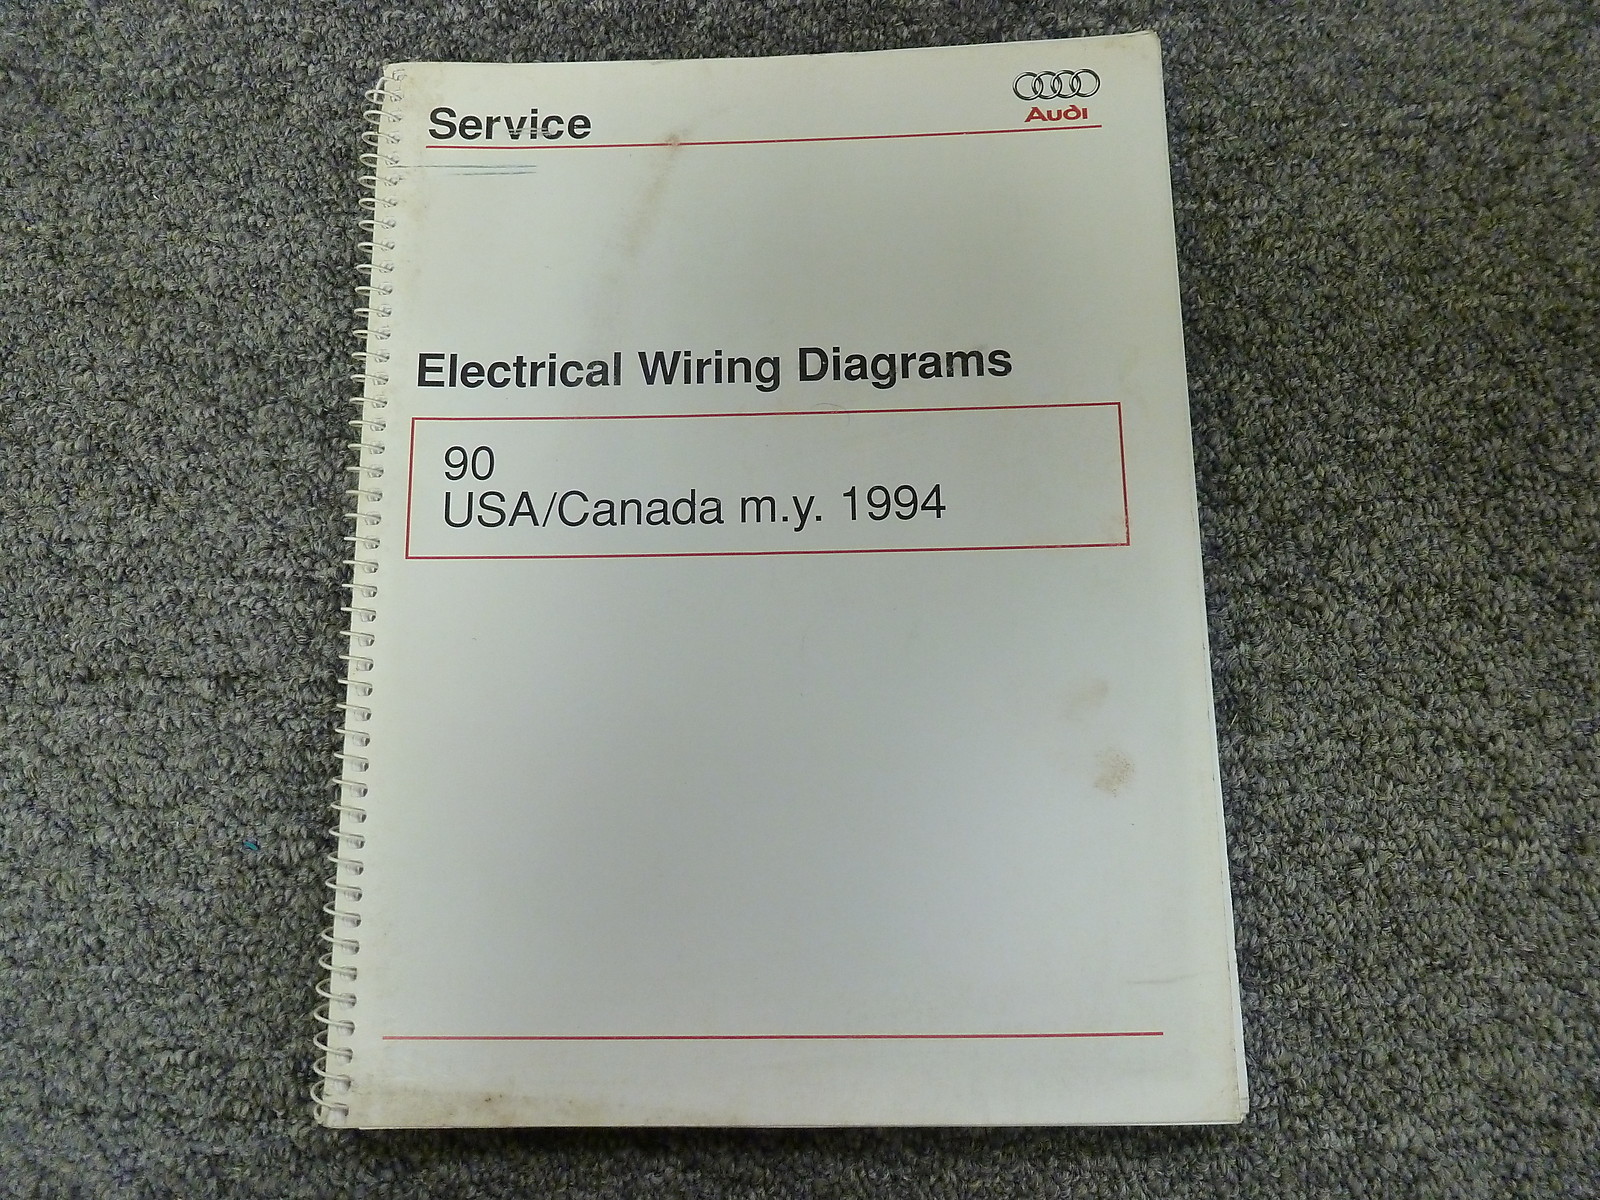 Service
Audi
Electrical Wiring Diagrams
90
USA/Canada m.y. 1994